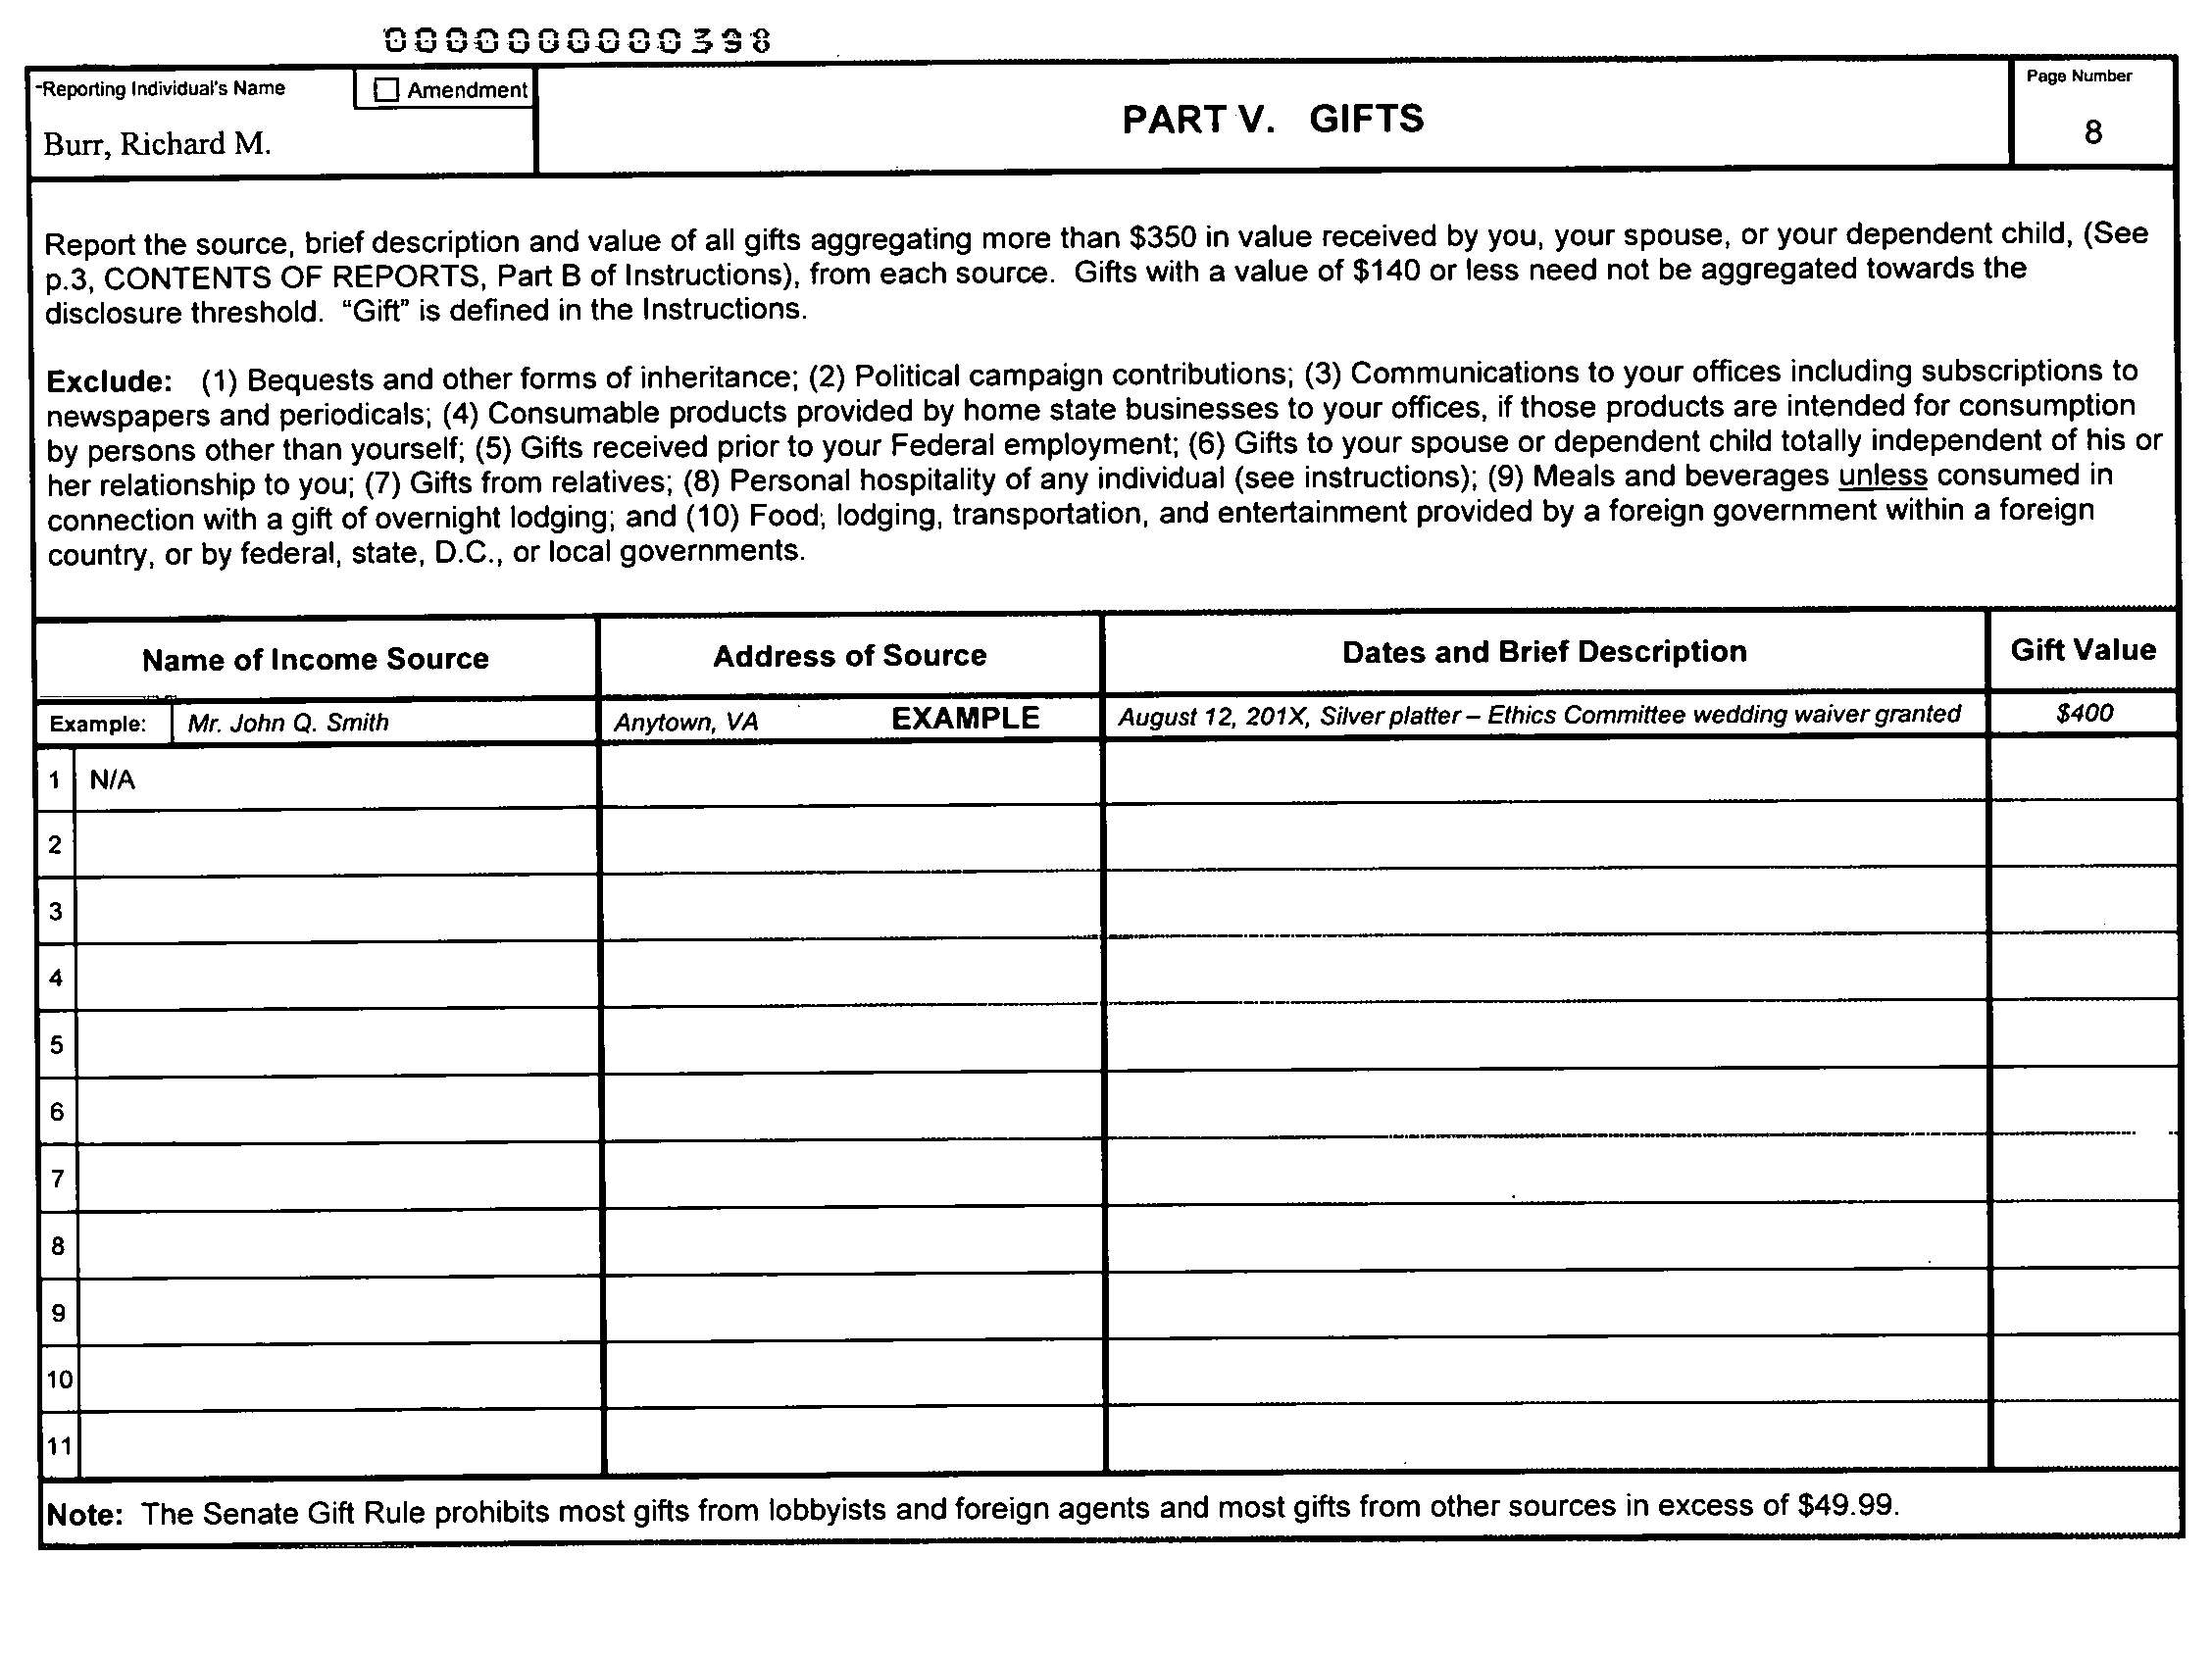 0000000000398
Reporting Individual's Name
Amendment
Burr, Richard M.
PART V. GIFTS
Page Number
8
Report the source, brief description and value of all gifts aggregating more than $350 in value received by you, your spouse, or your dependent child, (See
p.3, CONTENTS OF REPORTS, Part B of Instructions), from each source. Gifts with a value of $140 or less need not be aggregated towards the
disclosure threshold. “Gift” is defined in the Instructions.
Exclude: (1) Bequests and other forms of inheritance; (2) Political campaign contributions; (3) Communications to your offices including subscriptions to
newspapers and periodicals; (4) Consumable products provided by home state businesses to your offices, if those products are intended for consumption
by persons other than yourself; (5) Gifts received prior to your Federal employment; (6) Gifts to your spouse or dependent child totally independent of his or
her relationship to you; (7) Gifts from relatives; (8) Personal hospitality of any individual (see instructions); (9) Meals and beverages unless consumed in
connection with a gift of overnight lodging; and (10) Food, lodging, transportation, and entertainment provided by a foreign government within a foreign
country, or by federal, state, D.C., or local governments.
Name of Income Source Address of Source Dates and Brief Description Gift Value
Example: Mr. John Q. Smith Anytown, VA EXAMPLE August 12, 201X, Silver platter – Ethics Committee wedding waiver granted $400
1 N/A
2
3
4
5
6
7
8
9
10
11
Note: The Senate Gift Rule prohibits most gifts from lobbyists and foreign agents and most gifts from other sources in excess of $49.99.